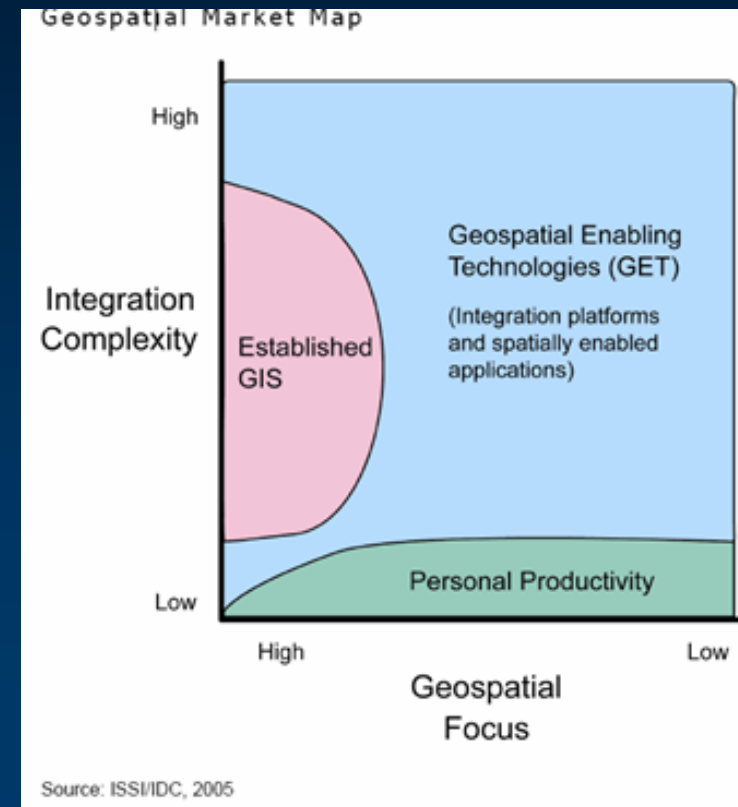 Geospatial Market Map
High
Integration
Complexity
Established
GIS
Geospatial Enabling
Technologies (GET)
(Integration platforms
and spatially enabled
applications)
Personal Productivity
Low
High
Low
Geospatial
Focus
Source: ISSI/IDC, 2005